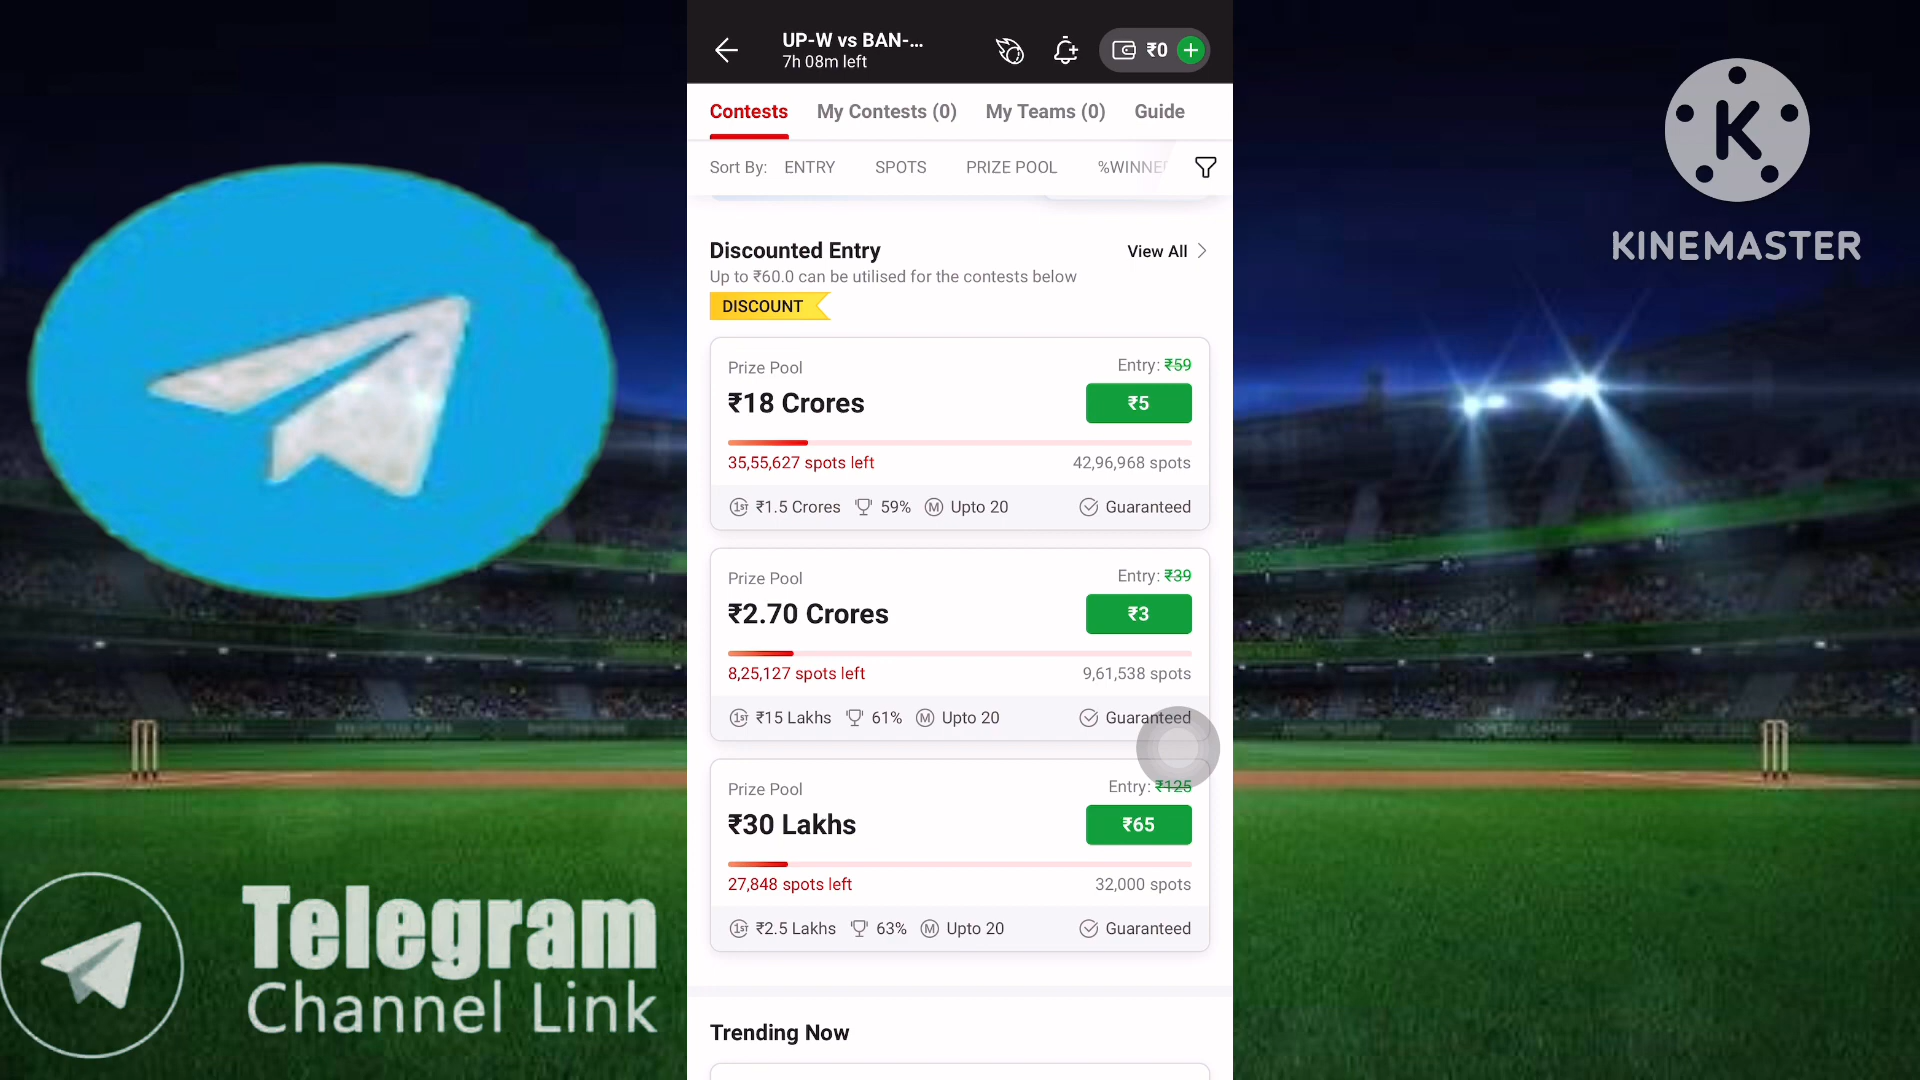 UP-W vs BAN-...
7h 08m left
₹0
Contests
My Contests (0)
My Teams (0)
Guide
Sort By:
ENTRY
SPOTS
PRIZE POOL
%WINNE
Discounted Entry
View All
Up to ₹60.0 can be utilised for the contests below
DISCOUNT
Prize Pool
Entry: ₹59
₹18 Crores
₹5
35,55,627 spots left
42,96,968 spots
1ST ₹1.5 Crores
59%
M Upto 20
Guaranteed
Prize Pool
Entry: ₹39
₹2.70 Crores
₹3
8,25,127 spots left
9,61,538 spots
1ST ₹15 Lakhs
61%
M Upto 20
Guaranteed
Prize Pool
Entry: ₹125
₹30 Lakhs
₹65
27,848 spots left
32,000 spots
1ST ₹2.5 Lakhs
63%
M Upto 20
Guaranteed
Trending Now
K
KINEMASTER
Telegram
Channel Link